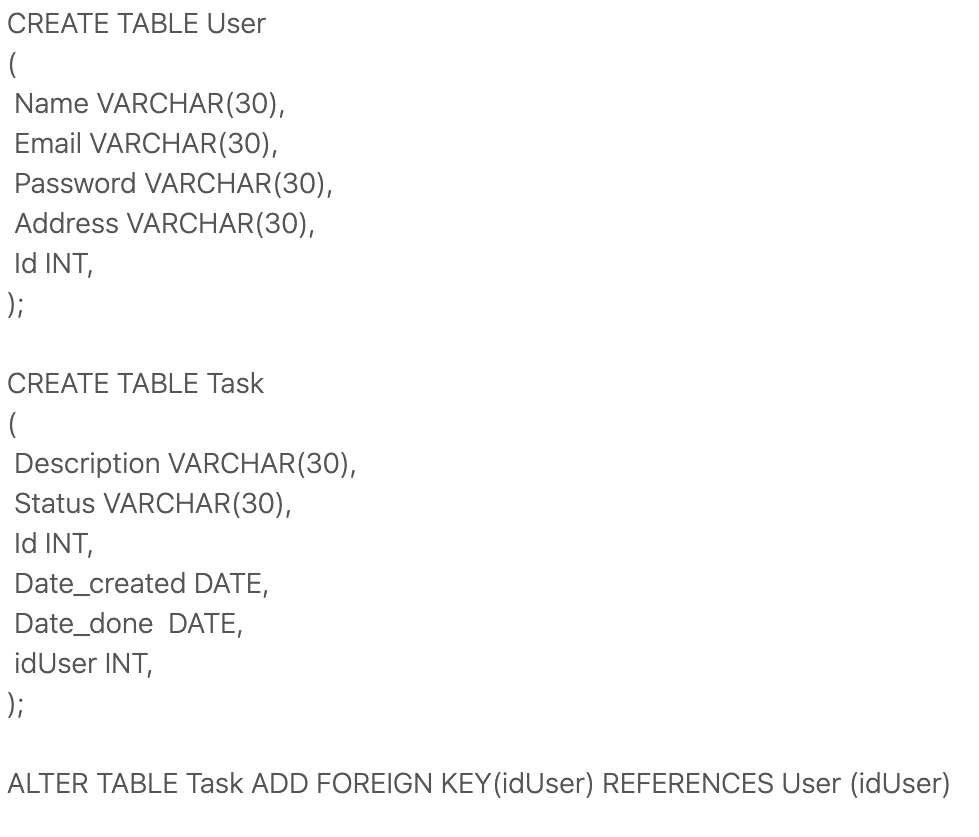 CREATE TABLE User
(
Name VARCHAR(30),
Email VARCHAR(30),
Password VARCHAR(30),
Address VARCHAR(30),
Id INT,
);
CREATE TABLE Task
(
Description VARCHAR(30),
Status VARCHAR(30),
Id INT,
Date_created DATE,
Date_done  DATE,
idUser INT,
);
ALTER TABLE Task ADD FOREIGN KEY(idUser) REFERENCES User (idUser)